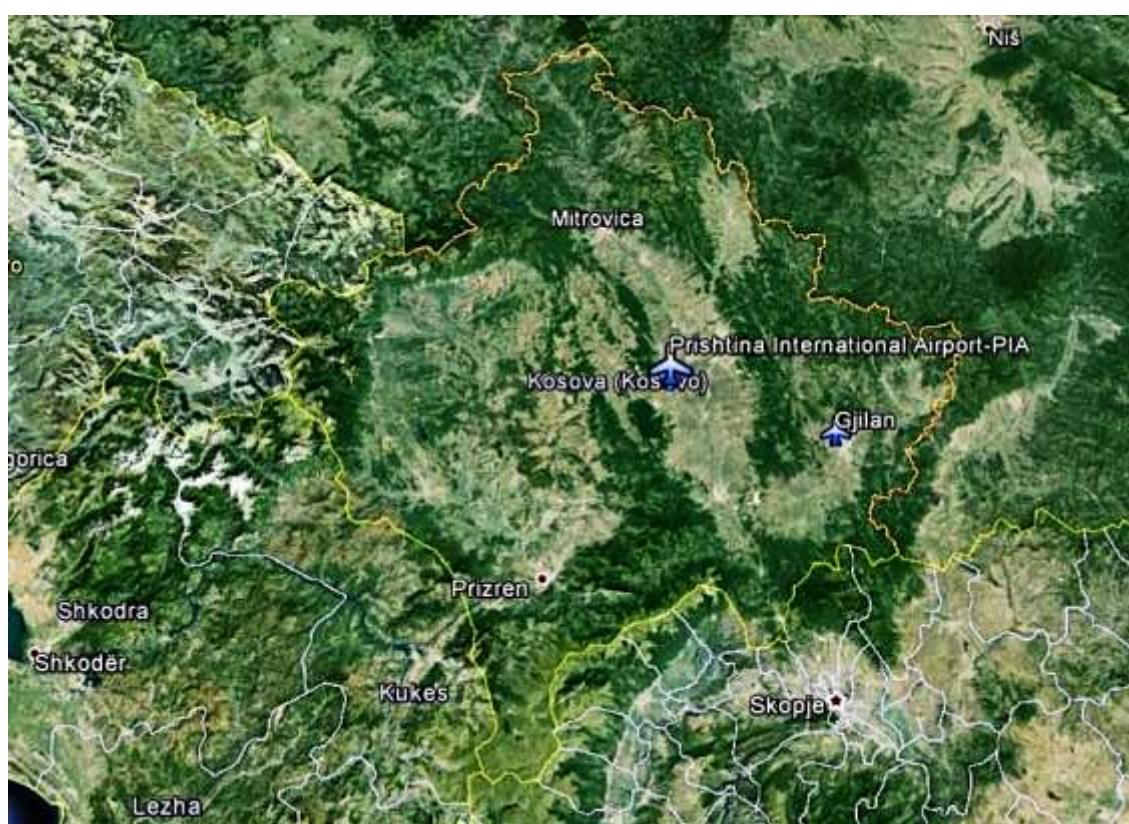 Niš
Mitrovica
o
Prishtina International Airport-PIA
Kosova (Kosovo)
Gjilan
gorica
Prizren
Shkodra
Shkodër
Kukes
Skopje
Lezha